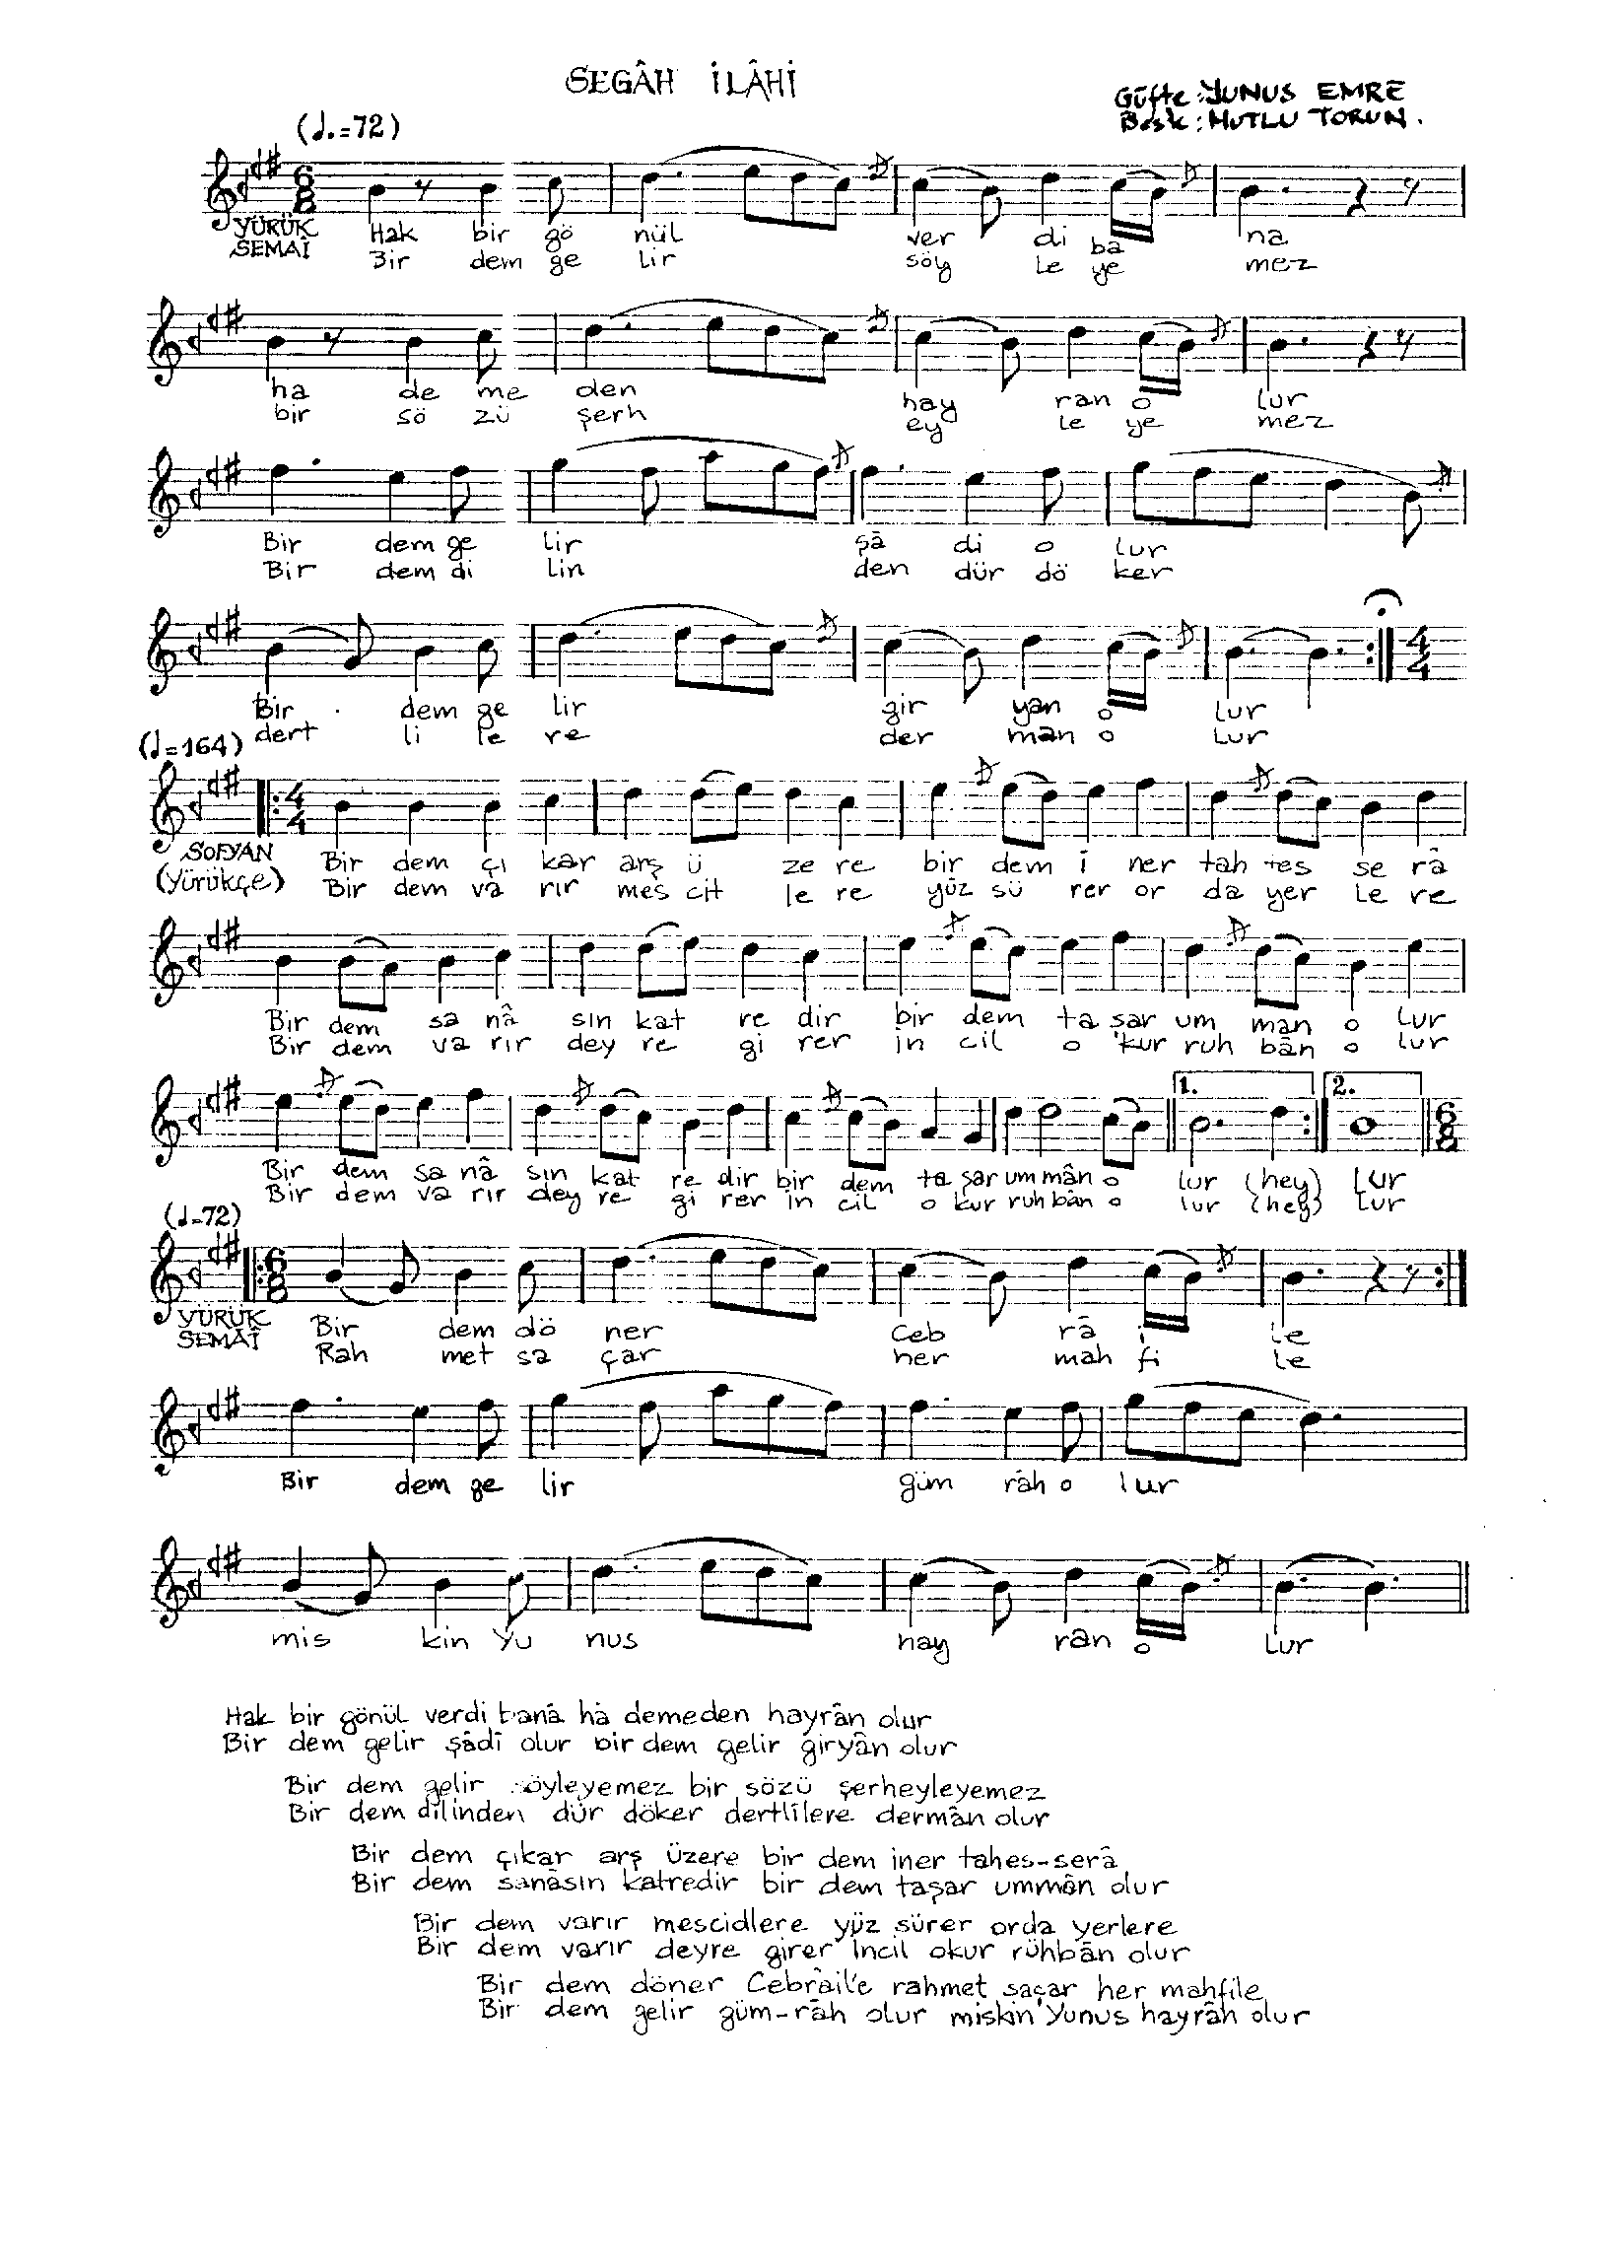 SEGÂH İLÂHİ
Güfte: YUNUS EMRE
Beste: MUTLU TORUN.
(♩.=72)
6/8
YÜRÜK
SEMAÎ
Hak bir gö nül ver di ba na
Bir dem ge lir söy le ye mez
ha de me den hay ran o lur
bir sö zü şerh ey le ye mez
Bir dem ge lir şâ di o lur
Bir dem di lin den dür dö ker
4/4
Bir dem ge lir gir yan o lur
dert li le re der man o lur
(♩=164)
4/4
SOFYAN
(Yürükçe)
Bir dem çı kar arş ü ze re bir dem i ner tah tes se râ
Bir dem va rır mes cit le re yüz sü rer or da yer le re
Bir dem sa nâ sın kat re dir bir dem ta şar um man o lur
Bir dem va rır dey re gi rer in cil o kur ruh bân o lur
1. 2.
6/8
Bir dem sa nâ sın kat re dir bir dem ta şar um mân o lur (hey) lur
Bir dem va rır dey re gi rer in cil o kur ruh bân o lur (hey) lur
(♩=72)
6/8
YÜRÜK
SEMAÎ
Bir dem dö ner Ceb râ i le
Rah met sa çar her mah fi le
Bir dem ge lir güm râh o lur
mis kin Yu nus hay ran o lur
Hak bir gönül verdi bana hâ demeden hayrân olur
Bir dem gelir şâdî olur bir dem gelir giryân olur
Bir dem gelir söyleyemez bir sözü şerheyleyemez
Bir dem dilinden dür döker dertlilere dermân olur
Bir dem çıkar arş üzere bir dem iner tahes-serâ
Bir dem sanâsın katredir bir dem taşar ummân olur
Bir dem varır mescidlere yüz sürer orda yerlere
Bir dem varır deyre girer İncil okur rühbân olur
Bir dem döner Cebrâil'e rahmet saçar her mahfile
Bir dem gelir güm-râh olur miskin Yunus hayrân olur